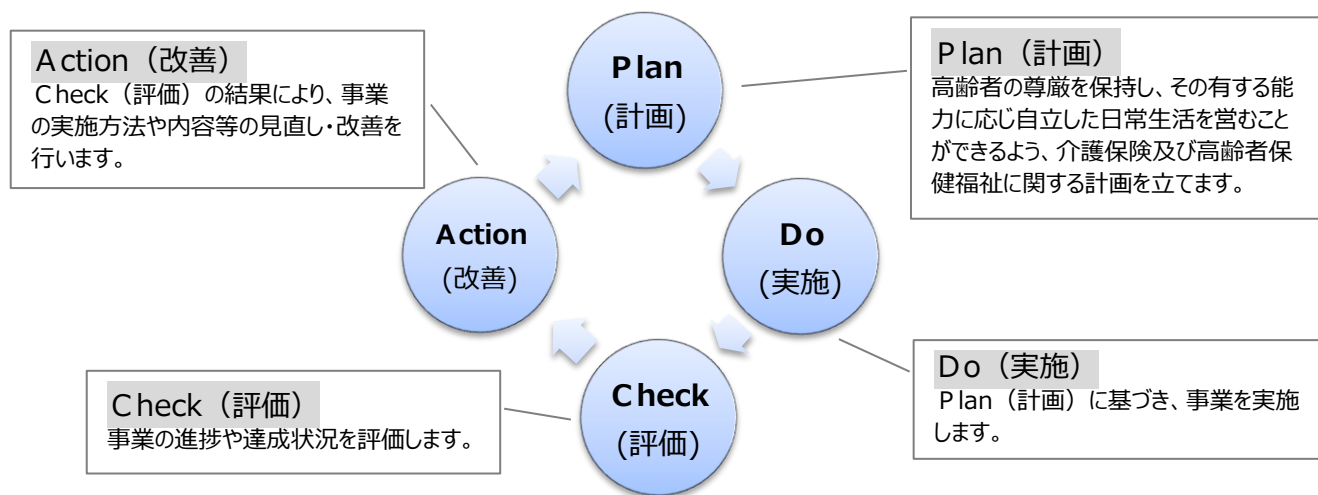 Action（改善）
Check（評価）の結果により、事業
の実施方法や内容等の見直し・改善を
行います。
Plan
(計画)
Plan（計画）
高齢者の尊厳を保持し、その有する能
力に応じ自立した日常生活を営むこと
ができるよう、介護保険及び高齢者保
健福祉に関する計画を立てます。
Action
(改善)
Do
(実施)
Check（評価）
事業の進捗や達成状況を評価します。
Check
(評価)
Do（実施）
Plan（計画）に基づき、事業を実施
します。